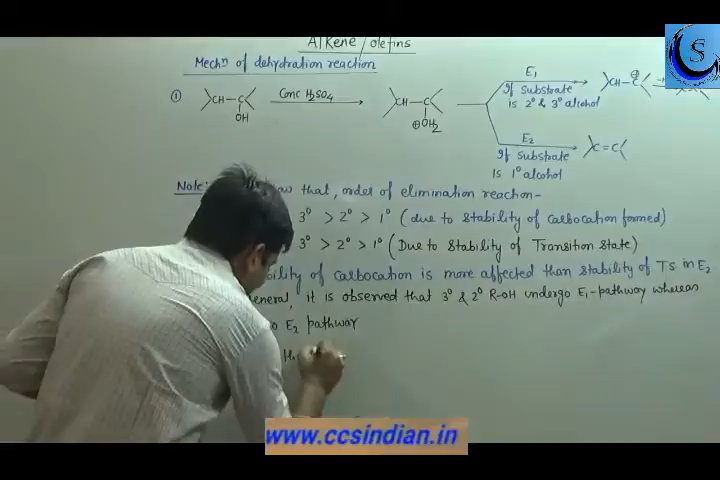 Alkene/olefins
Mechn of dehydration reaction
① >CH-C< OH Conc H2SO4 >CH-C< ⊕OH2
E1 If substrate is 2° & 3° alcohol >CH-C⊕<
E2 If substrate is 1° alcohol >C=C<
Note: that, order of elimination reaction-
3° > 2° > 1° (due to stability of carbocation formed)
3° > 2° > 1° (Due to stability of Transition state)
of carbocation is more affected than stability of TS in E2
it is observed that 3° & 2° R-OH undergo E1-pathway whereas
E2 pathway
S
www.ccsindian.in